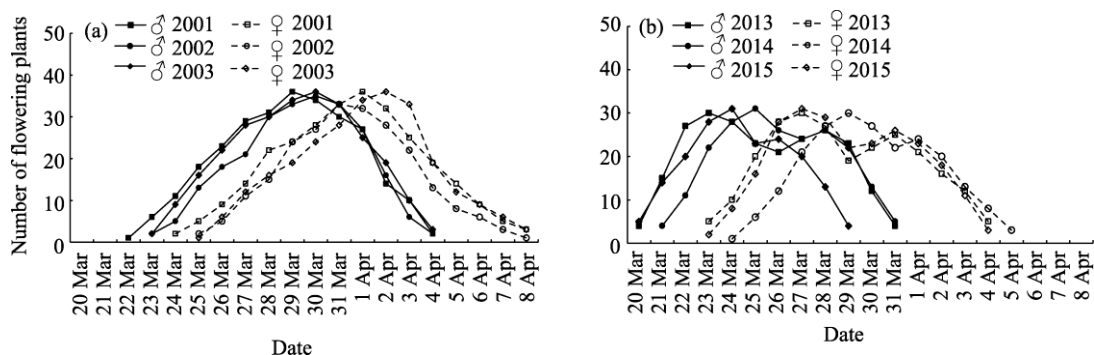 (a)
♂ 2001 ♀ 2001
♂ 2002 ♀ 2002
♂ 2003 ♀ 2003
Number of flowering plants
50
40
30
20
10
0
20 Mar
21 Mar
22 Mar
23 Mar
24 Mar
25 Mar
26 Mar
27 Mar
28 Mar
29 Mar
30 Mar
31 Mar
1 Apr
2 Apr
3 Apr
4 Apr
5 Apr
6 Apr
7 Apr
8 Apr
Date
(b)
♂ 2013 ♀ 2013
♂ 2014 ♀ 2014
♂ 2015 ♀ 2015
50
40
30
20
10
0
20 Mar
21 Mar
22 Mar
23 Mar
24 Mar
25 Mar
26 Mar
27 Mar
28 Mar
29 Mar
30 Mar
31 Mar
1 Apr
2 Apr
3 Apr
4 Apr
5 Apr
6 Apr
7 Apr
8 Apr
Date